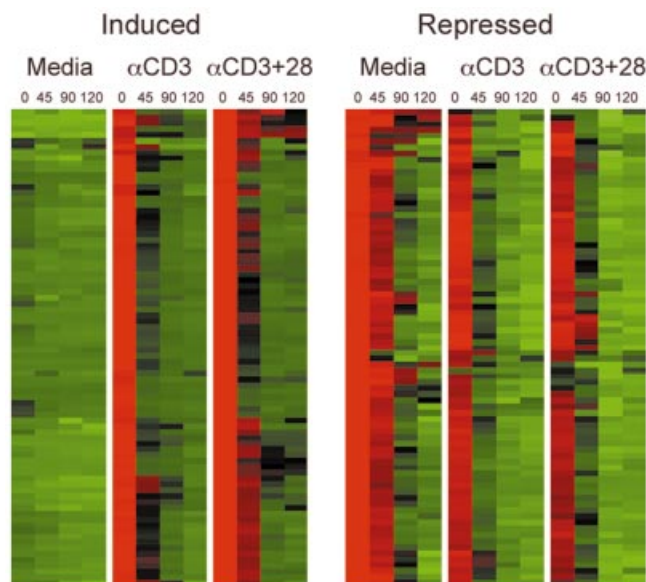 Induced Repressed
Media αCD3 αCD3+28 Media αCD3 αCD3+28
0 45 90 120 0 45 90 120 0 45 90 120 0 45 90 120 0 45 90 120 0 45 90 120